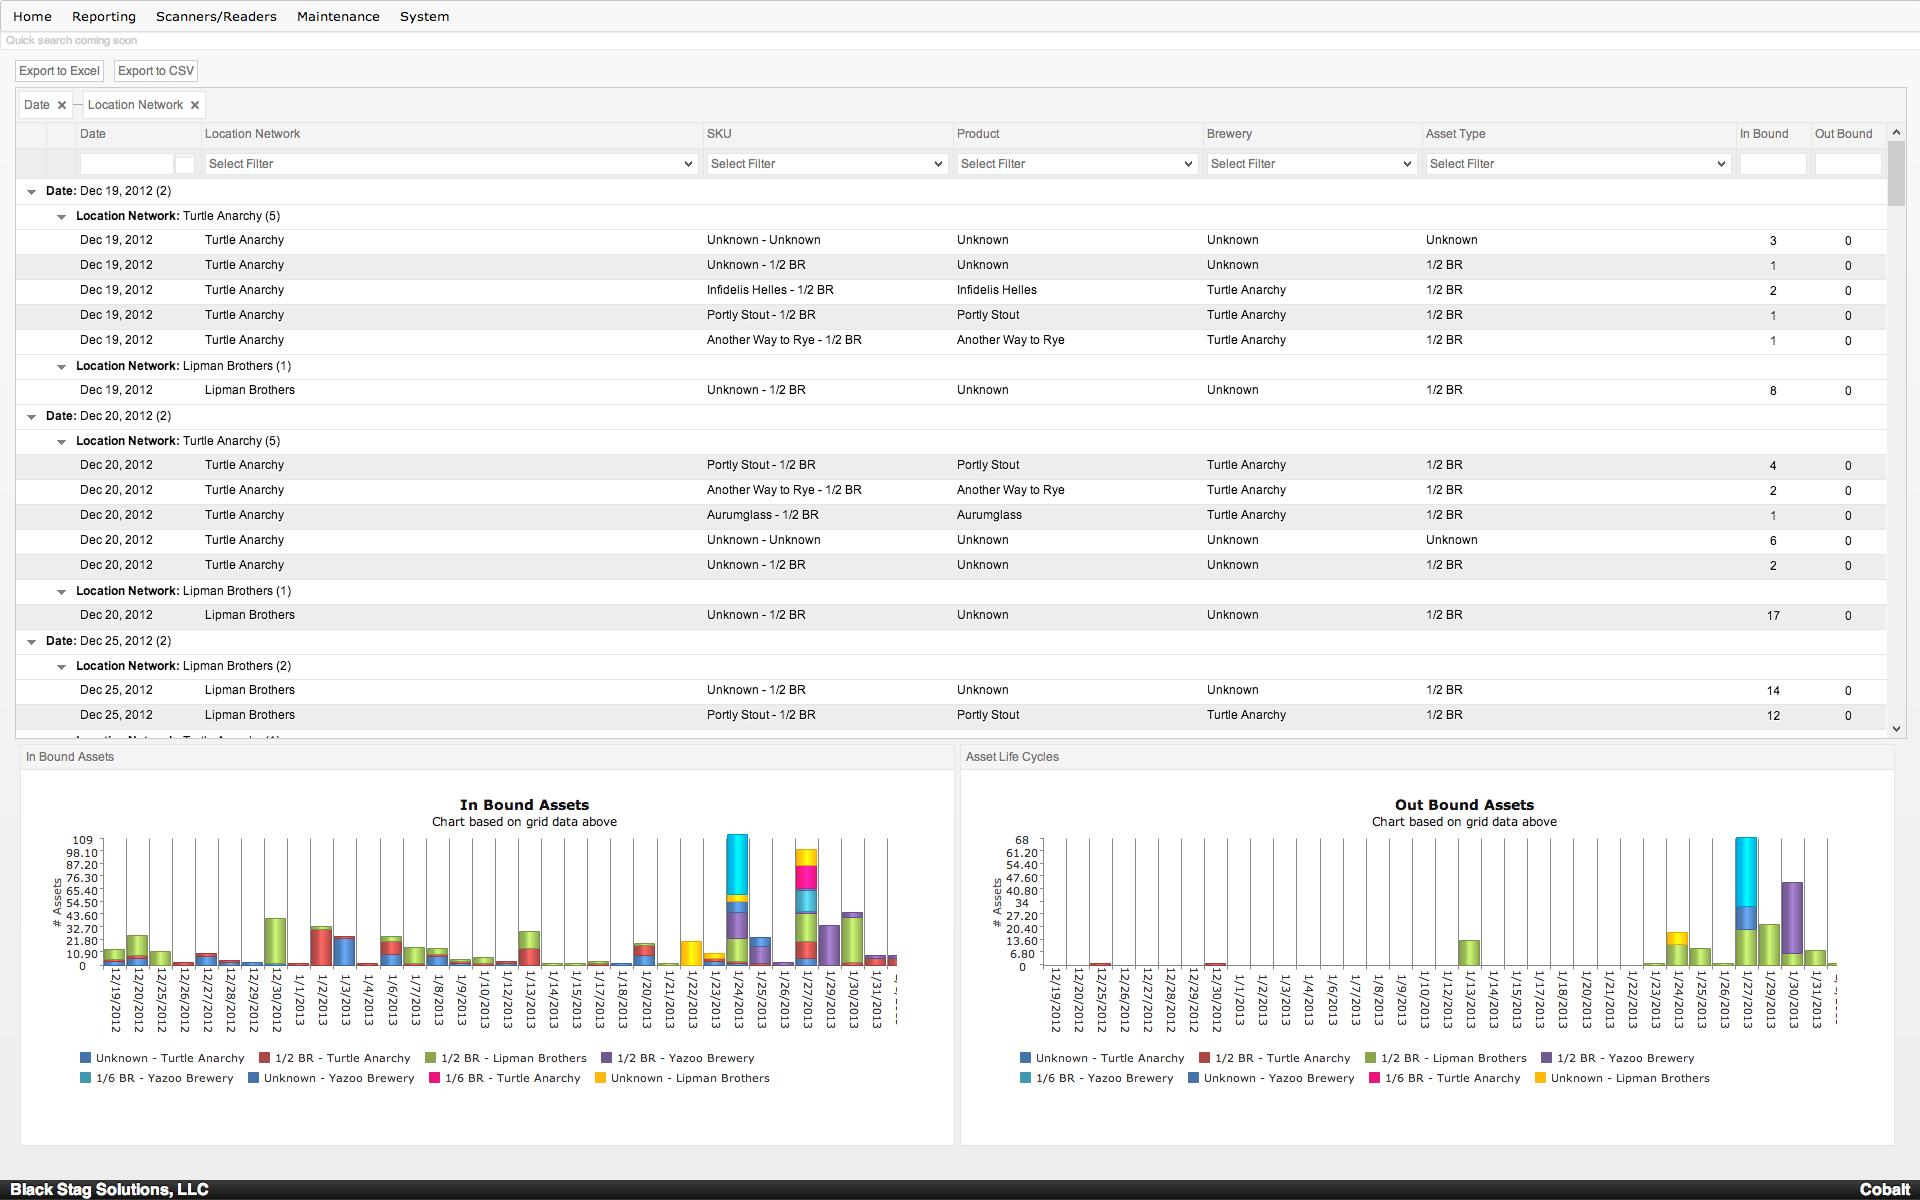 Home Reporting Scanners/Readers Maintenance System
Quick search coming soon
Export to Excel Export to CSV
Date Location Network
Date Location Network SKU Product Brewery Asset Type In Bound Out Bound
Select Filter Select Filter Select Filter Select Filter Select Filter
Date: Dec 19, 2012 (2)
Location Network: Turtle Anarchy (5)
Dec 19, 2012 Turtle Anarchy Unknown - Unknown Unknown Unknown Unknown 3 0
Dec 19, 2012 Turtle Anarchy Unknown - 1/2 BR Unknown Unknown 1/2 BR 1 0
Dec 19, 2012 Turtle Anarchy Infidelis Helles - 1/2 BR Infidelis Helles Turtle Anarchy 1/2 BR 2 0
Dec 19, 2012 Turtle Anarchy Portly Stout - 1/2 BR Portly Stout Turtle Anarchy 1/2 BR 1 0
Dec 19, 2012 Turtle Anarchy Another Way to Rye - 1/2 BR Another Way to Rye Turtle Anarchy 1/2 BR 1 0
Location Network: Lipman Brothers (1)
Dec 19, 2012 Lipman Brothers Unknown - 1/2 BR Unknown Unknown 1/2 BR 8 0
Date: Dec 20, 2012 (2)
Location Network: Turtle Anarchy (5)
Dec 20, 2012 Turtle Anarchy Portly Stout - 1/2 BR Portly Stout Turtle Anarchy 1/2 BR 4 0
Dec 20, 2012 Turtle Anarchy Another Way to Rye - 1/2 BR Another Way to Rye Turtle Anarchy 1/2 BR 2 0
Dec 20, 2012 Turtle Anarchy Aurumglass - 1/2 BR Aurumglass Turtle Anarchy 1/2 BR 1 0
Dec 20, 2012 Turtle Anarchy Unknown - Unknown Unknown Unknown Unknown 6 0
Dec 20, 2012 Turtle Anarchy Unknown - 1/2 BR Unknown Unknown 1/2 BR 2 0
Location Network: Lipman Brothers (1)
Dec 20, 2012 Lipman Brothers Unknown - 1/2 BR Unknown Unknown 1/2 BR 17 0
Date: Dec 25, 2012 (2)
Location Network: Lipman Brothers (2)
Dec 25, 2012 Lipman Brothers Unknown - 1/2 BR Unknown Unknown 1/2 BR 14 0
Dec 25, 2012 Lipman Brothers Portly Stout - 1/2 BR Portly Stout Turtle Anarchy 1/2 BR 12 0
In Bound Assets
In Bound Assets
Chart based on grid data above
# Assets
109
98.10
87.20
76.30
65.40
54.50
43.60
32.70
21.80
10.90
0
12/19/2012 12/20/2012 12/25/2012 12/26/2012 12/27/2012 12/28/2012 12/29/2012 12/30/2012 1/1/2013 1/2/2013 1/3/2013 1/4/2013 1/6/2013 1/7/2013 1/8/2013 1/9/2013 1/10/2013 1/12/2013 1/13/2013 1/14/2013 1/15/2013 1/17/2013 1/18/2013 1/20/2013 1/21/2013 1/22/2013 1/23/2013 1/24/2013 1/25/2013 1/26/2013 1/27/2013 1/29/2013 1/30/2013 1/31/2013
Unknown - Turtle Anarchy 1/2 BR - Turtle Anarchy 1/2 BR - Lipman Brothers 1/2 BR - Yazoo Brewery
1/6 BR - Yazoo Brewery Unknown - Yazoo Brewery 1/6 BR - Turtle Anarchy Unknown - Lipman Brothers
Asset Life Cycles
Out Bound Assets
Chart based on grid data above
# Assets
68
61.20
54.40
47.60
40.80
34
27.20
20.40
13.60
6.80
0
12/19/2012 12/20/2012 12/25/2012 12/26/2012 12/27/2012 12/28/2012 12/29/2012 12/30/2012 1/1/2013 1/2/2013 1/3/2013 1/4/2013 1/6/2013 1/7/2013 1/8/2013 1/9/2013 1/10/2013 1/12/2013 1/13/2013 1/14/2013 1/15/2013 1/17/2013 1/18/2013 1/20/2013 1/21/2013 1/22/2013 1/23/2013 1/24/2013 1/25/2013 1/26/2013 1/27/2013 1/29/2013 1/30/2013 1/31/2013
Unknown - Turtle Anarchy 1/2 BR - Turtle Anarchy 1/2 BR - Lipman Brothers 1/2 BR - Yazoo Brewery
1/6 BR - Yazoo Brewery Unknown - Yazoo Brewery 1/6 BR - Turtle Anarchy Unknown - Lipman Brothers
Black Stag Solutions, LLC Cobalt